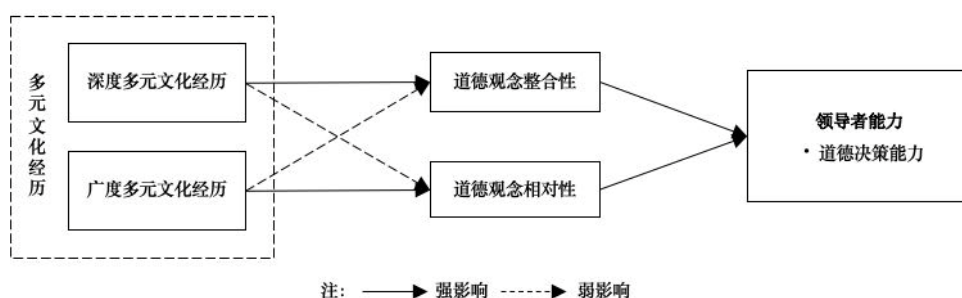 多元文化经历
深度多元文化经历
广度多元文化经历
道德观念整合性
道德观念相对性
领导者能力
• 道德决策能力
注： 强影响 弱影响